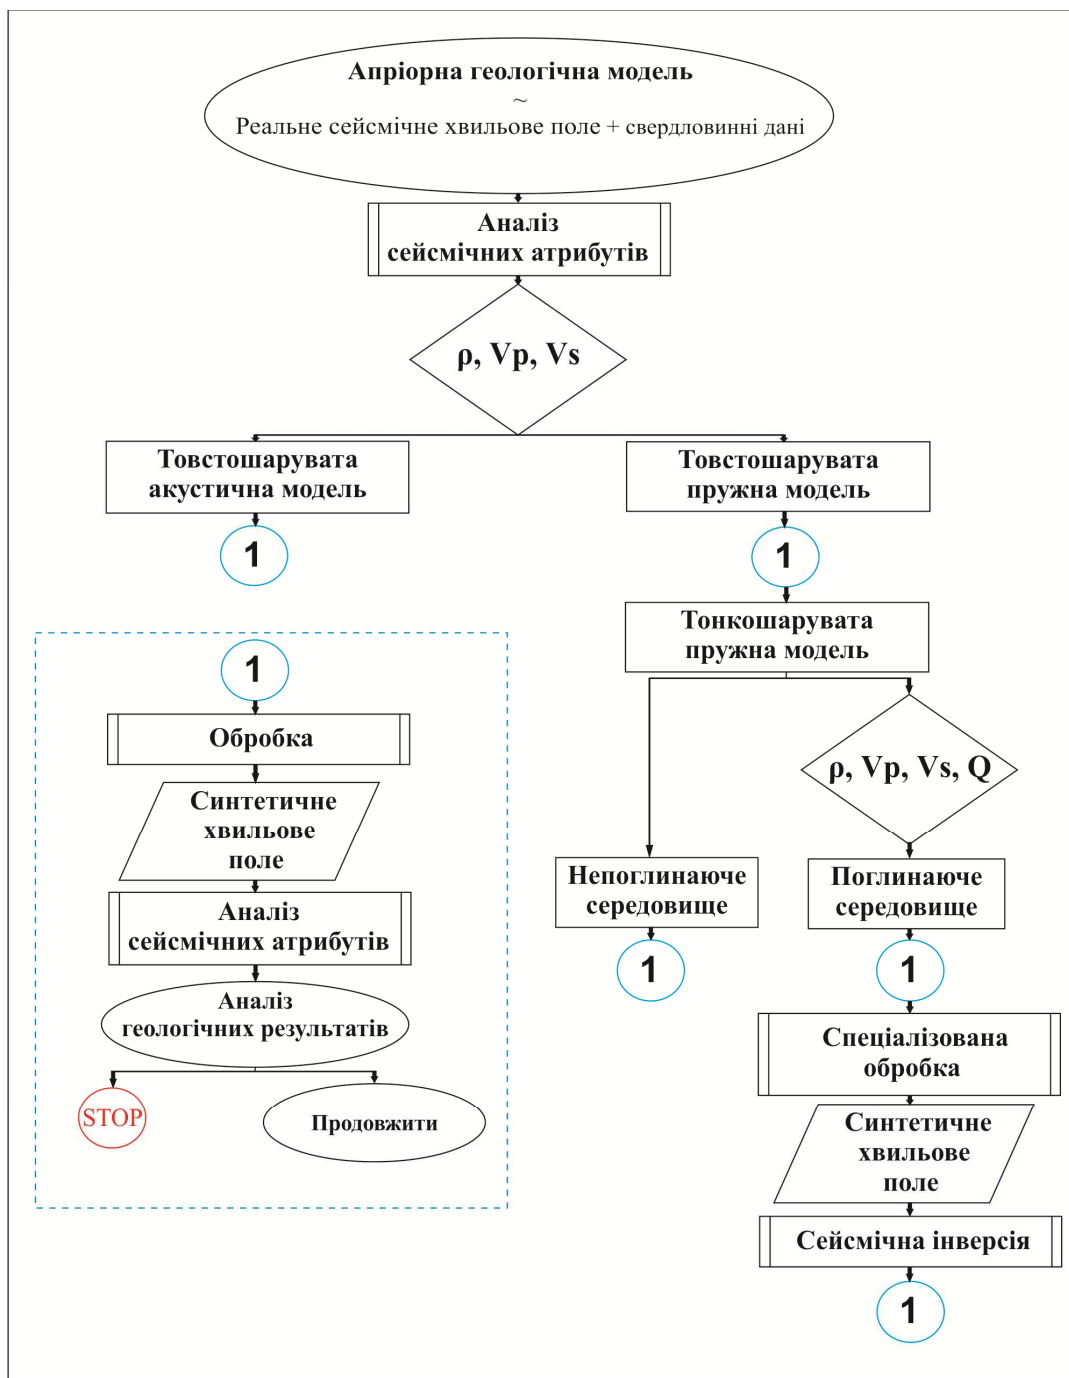 Апріорна геологічна модель
~
Реальне сейсмічне хвильове поле + свердловинні дані
Аналіз
сейсмічних атрибутів
ρ, Vp, Vs
Товстошарувата
акустична модель
1
Товстошарувата
пружна модель
1
Тонкошарувата
пружна модель
ρ, Vp, Vs, Q
Непоглинаюче
середовище
1
Поглинаюче
середовище
1
Спеціалізована
обробка
Синтетичне
хвильове
поле
Сейсмічна інверсія
1
1
Обробка
Синтетичне
хвильове
поле
Аналіз
сейсмічних атрибутів
Аналіз
геологічних результатів
STOP
Продовжити